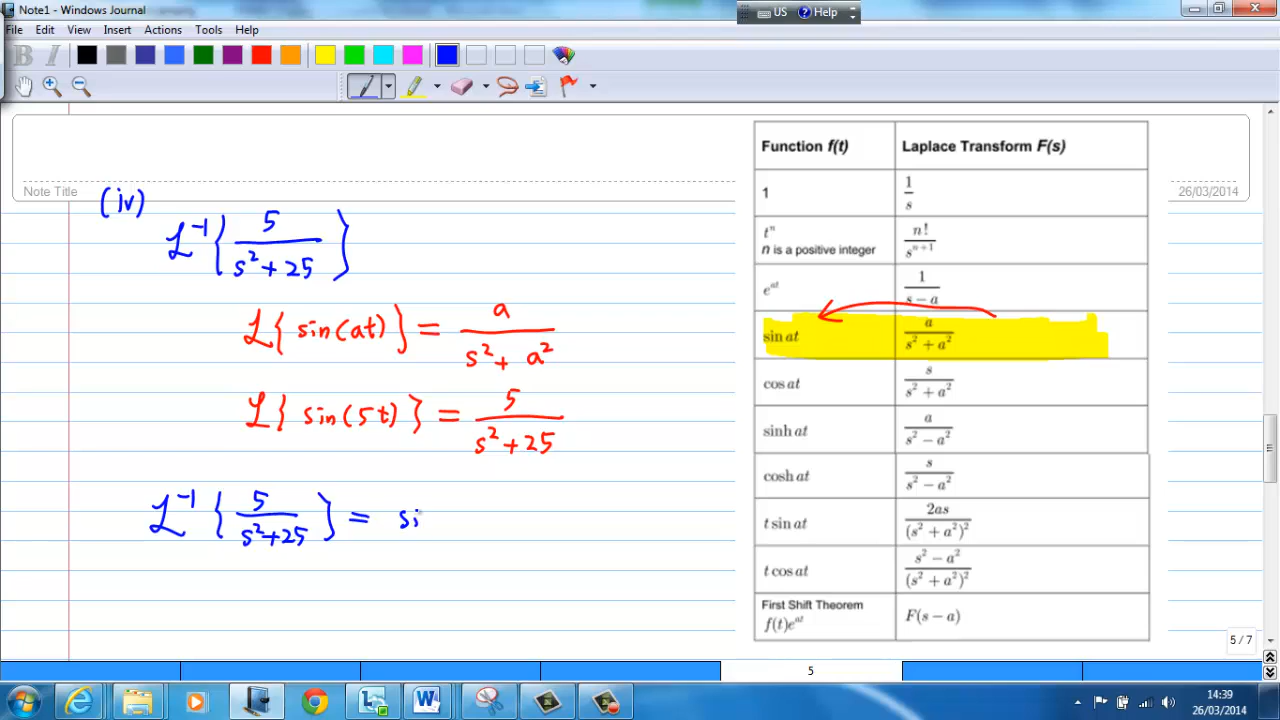 Note1 - Windows Journal
US Help
File Edit View Insert Actions Tools Help
B I
Note Title
26/03/2014
(iv)
ℒ⁻¹{ 5 / (s² + 25) }
ℒ{ sin(at) } = a / (s² + a²)
ℒ{ sin(5t) } = 5 / (s² + 25)
ℒ⁻¹{ 5 / (s² + 25) } = si
Function f(t) Laplace Transform F(s)
1 1/s
tⁿ n is a positive integer n!/sⁿ⁺¹
eᵃᵗ 1/(s − a)
sin at a/(s² + a²)
cos at s/(s² + a²)
sinh at a/(s² − a²)
cosh at s/(s² − a²)
t sin at 2as/(s² + a²)²
t cos at (s² − a²)/(s² + a²)²
First Shift Theorem
f(t)eᵃᵗ F(s − a)
5 / 7
5
14:39
26/03/2014